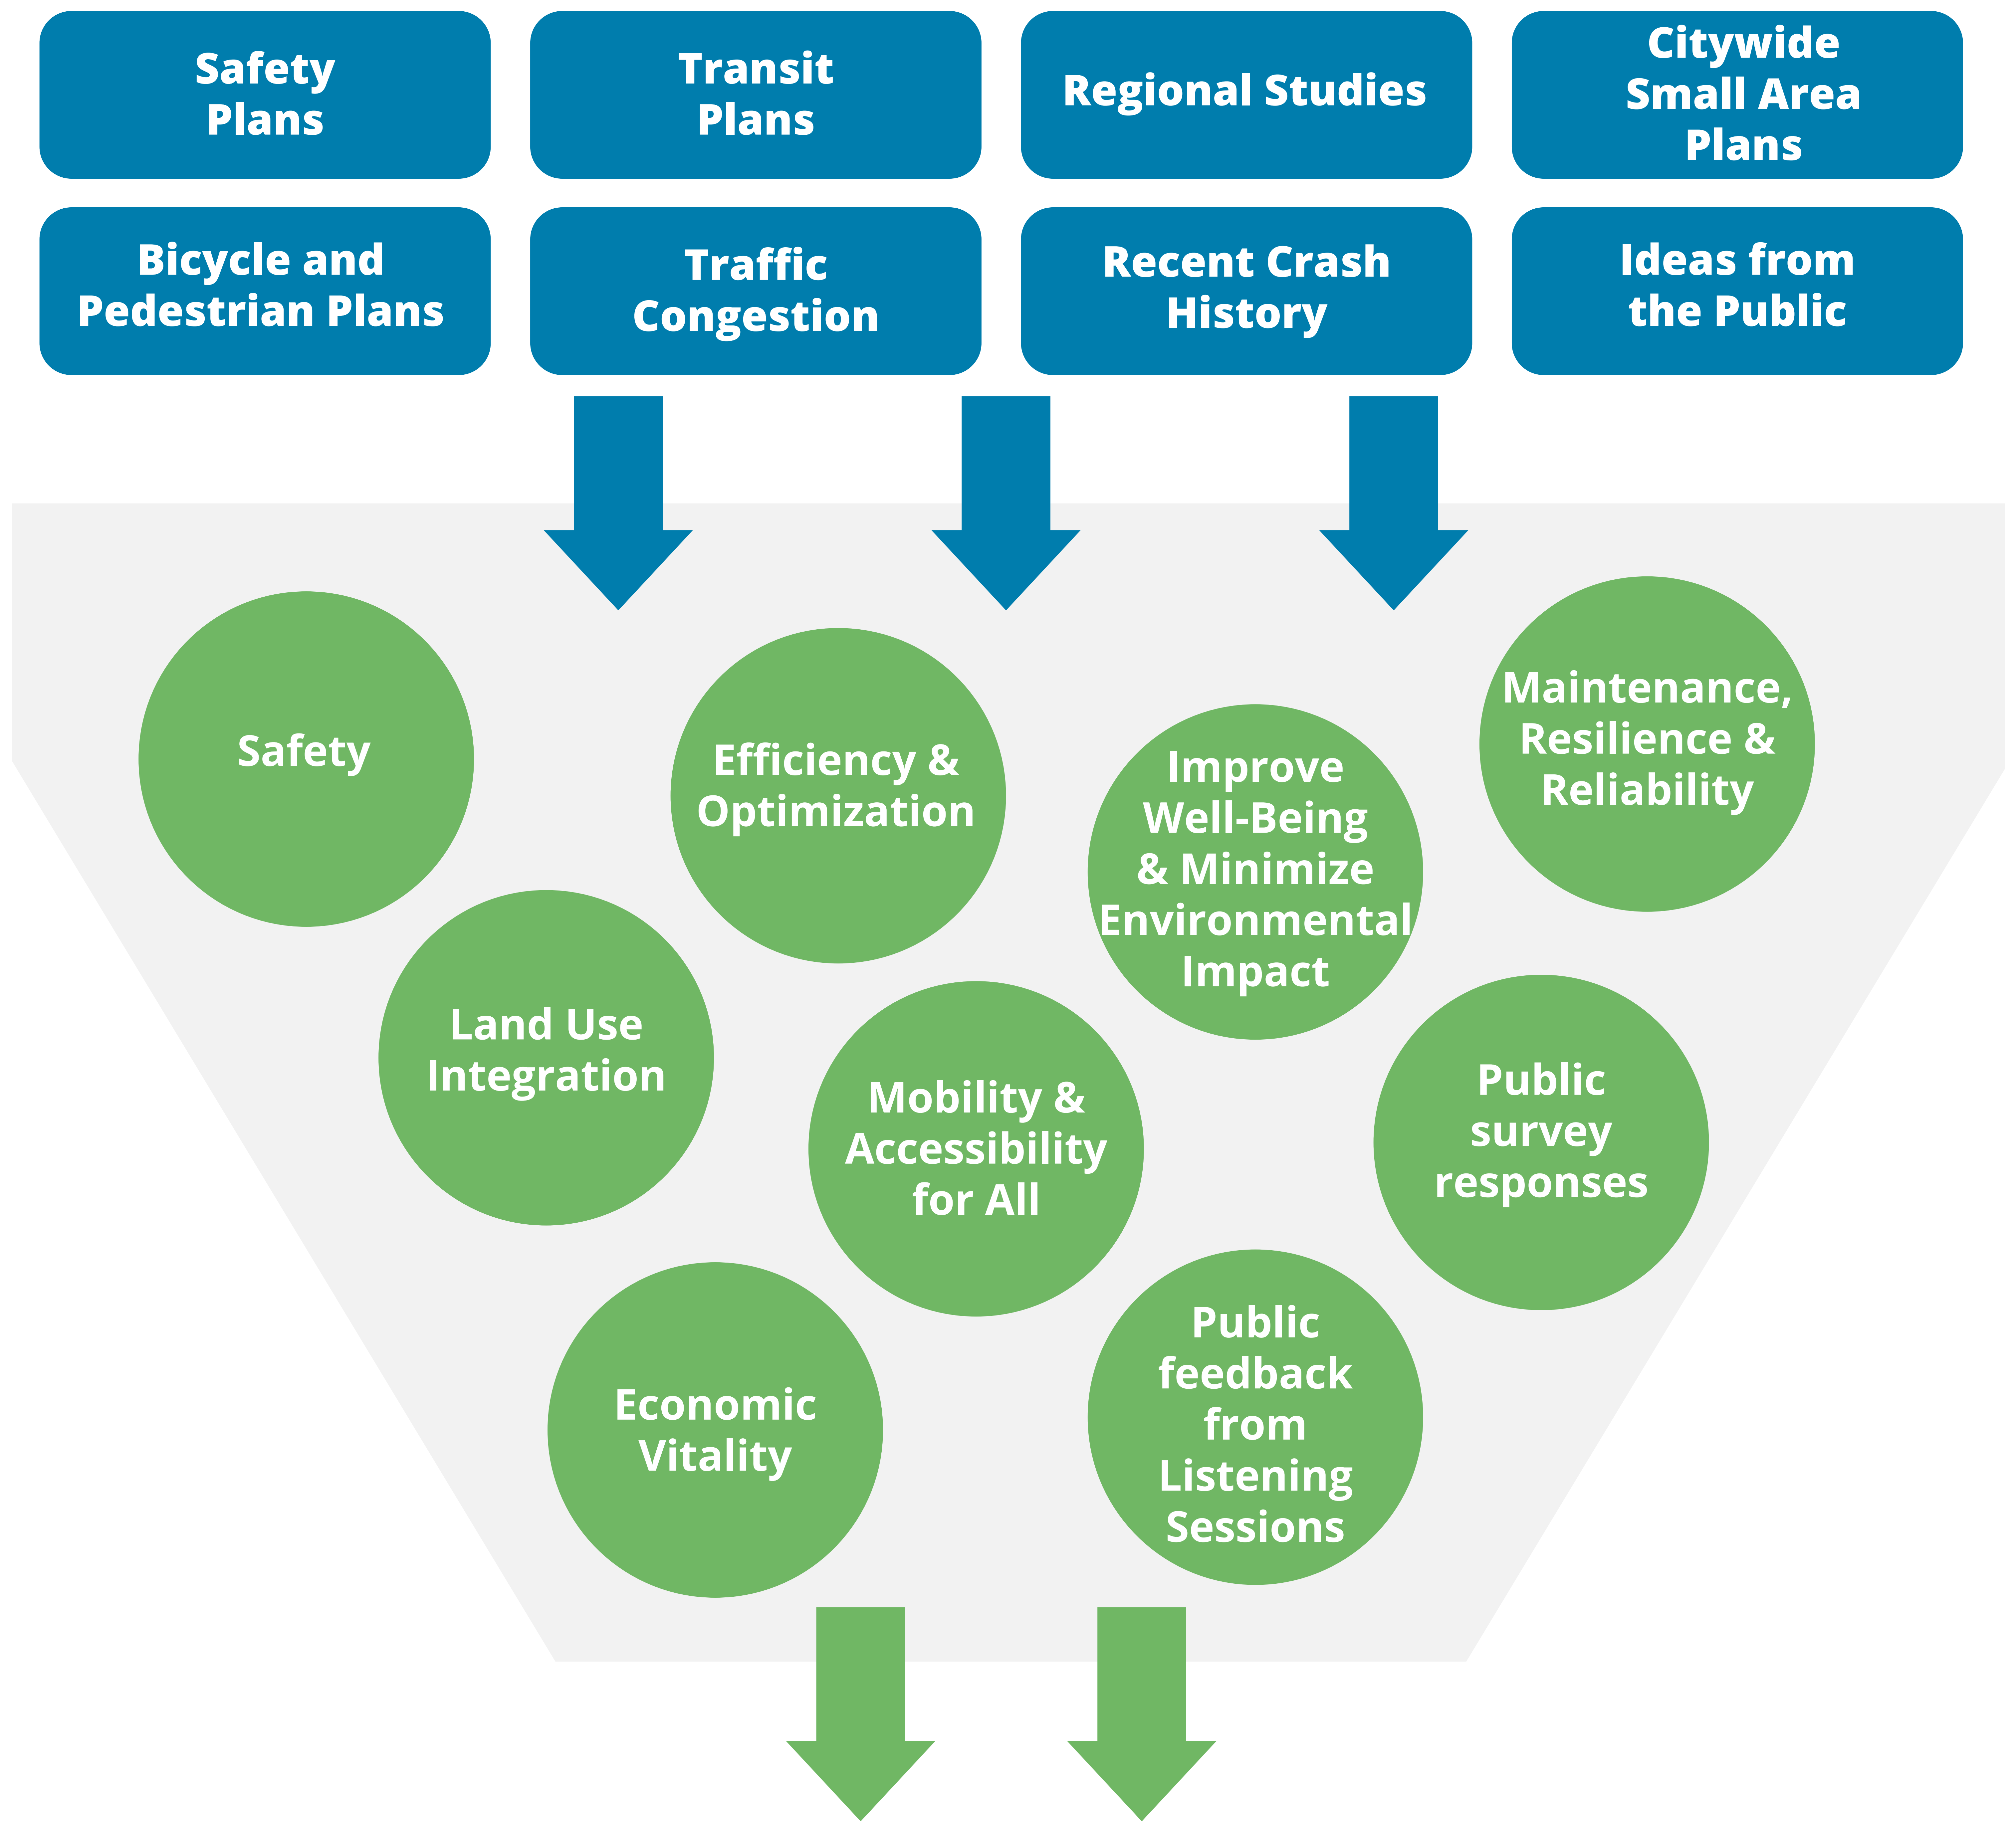 Safety
Plans
Transit
Plans
Regional Studies
Citywide
Small Area
Plans
Bicycle and
Pedestrian Plans
Traffic
Congestion
Recent Crash
History
Ideas from
the Public
Safety
Efficiency &
Optimization
Improve
Well-Being
& Minimize
Environmental
Impact
Maintenance,
Resilience &
Reliability
Land Use
Integration
Mobility &
Accessibility
for All
Public
survey
responses
Economic
Vitality
Public
feedback
from
Listening
Sessions